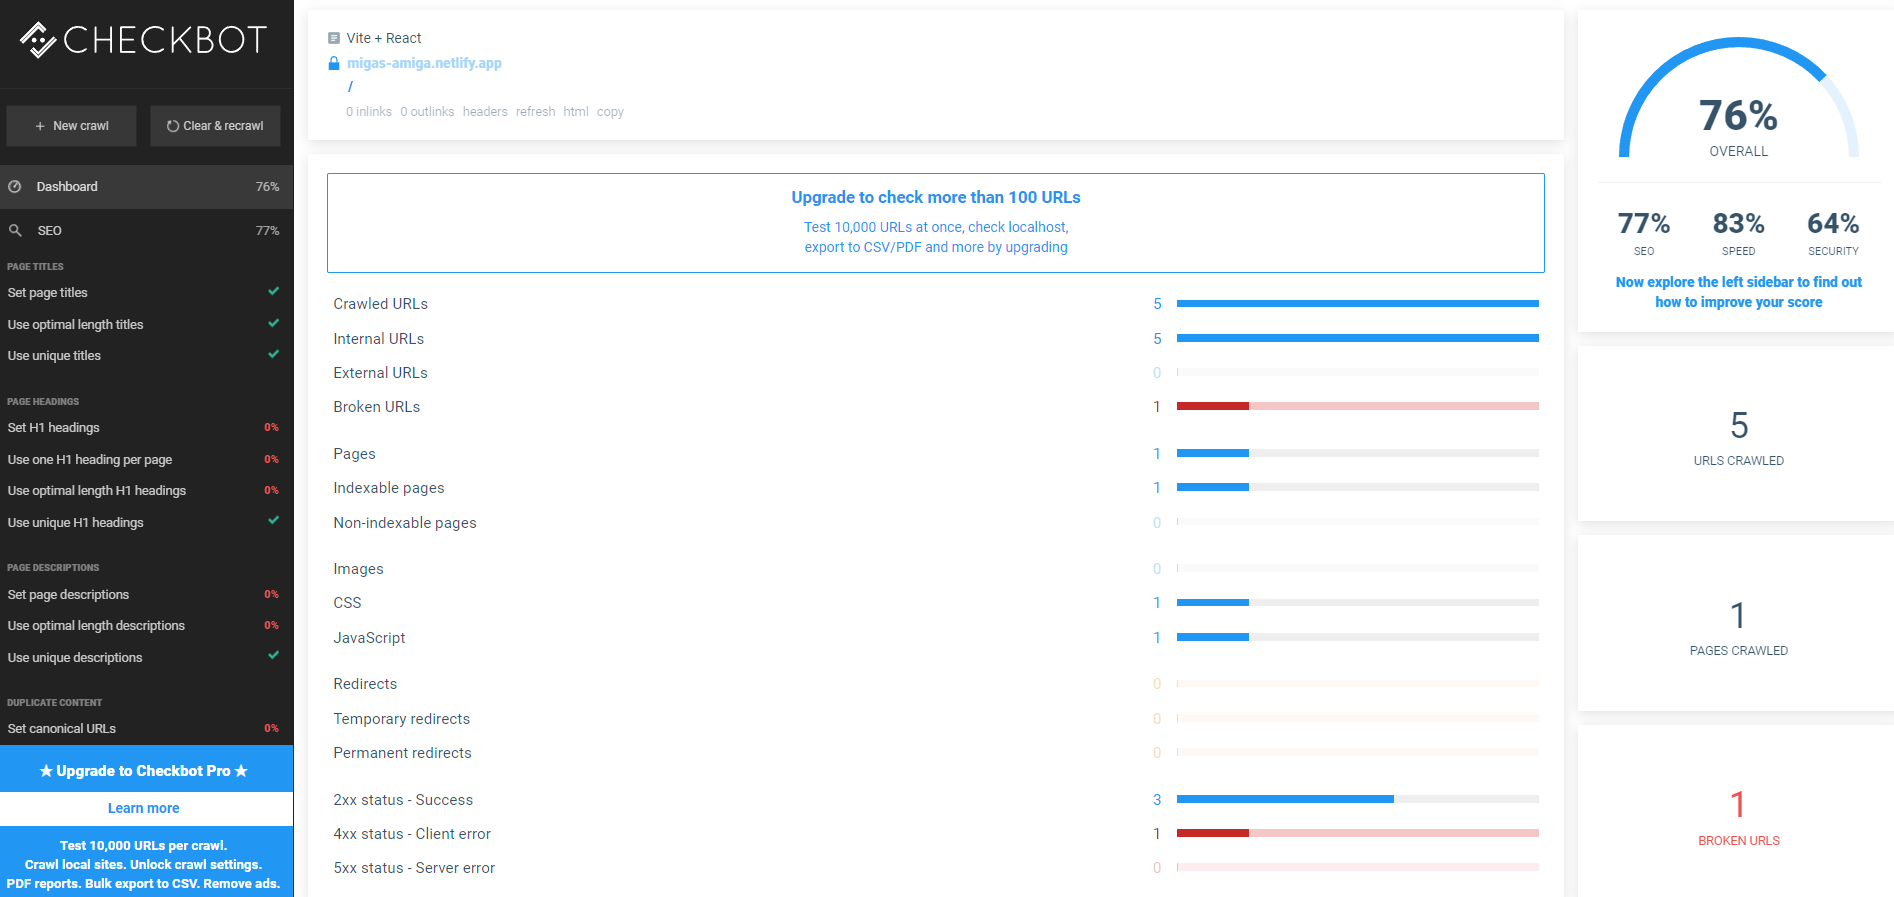 CHECKBOT
+ New crawl
Clear & recrawl
Dashboard 76%
SEO 77%
PAGE TITLES
Set page titles
Use optimal length titles
Use unique titles
PAGE HEADINGS
Set H1 headings 0%
Use one H1 heading per page 0%
Use optimal length H1 headings 0%
Use unique H1 headings
PAGE DESCRIPTIONS
Set page descriptions 0%
Use optimal length descriptions 0%
Use unique descriptions
DUPLICATE CONTENT
Set canonical URLs 0%
★ Upgrade to Checkbot Pro ★
Learn more
Test 10,000 URLs per crawl.
Crawl local sites. Unlock crawl settings.
PDF reports. Bulk export to CSV. Remove ads.
Vite + React
migas-amiga.netlify.app
/
0 inlinks 0 outlinks headers refresh html copy
Upgrade to check more than 100 URLs
Test 10,000 URLs at once, check localhost,
export to CSV/PDF and more by upgrading
Crawled URLs 5
Internal URLs 5
External URLs 0
Broken URLs 1
Pages 1
Indexable pages 1
Non-indexable pages 0
Images 0
CSS 1
JavaScript 1
Redirects 0
Temporary redirects 0
Permanent redirects 0
2xx status - Success 3
4xx status - Client error 1
5xx status - Server error 0
76%
OVERALL
77% 83% 64%
SEO SPEED SECURITY
Now explore the left sidebar to find out
how to improve your score
5
URLS CRAWLED
1
PAGES CRAWLED
1
BROKEN URLS